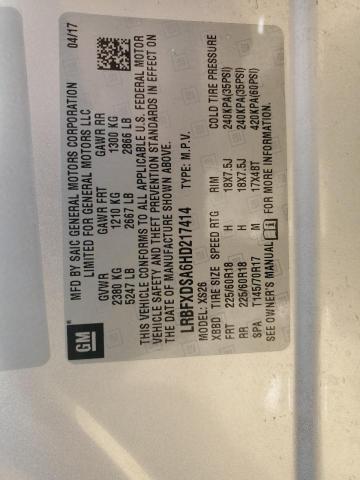 MFD BY SAIC GENERAL MOTORS CORPORATION 04/17
LIMITED FOR GENERAL MOTORS LLC
GVWR GAWR FRT GAWR RR
2380 KG 1210 KG 1300 KG
5247 LB 2667 LB 2866 LB
THIS VEHICLE CONFORMS TO ALL APPLICABLE U.S. FEDERAL MOTOR
VEHICLE SAFETY AND THEFT PREVENTION STANDARDS IN EFFECT ON
THE DATE OF MANUFACTURE SHOWN ABOVE.
LRBFXDSA6HD217414 TYPE: M.P.V.
MODEL: XS26
XBBD TIRE SIZE SPEED RTG RIM COLD TIRE PRESSURE
FRT 225/60R18 H 18X7.5J 240KPA(35PSI)
RR 225/60R18 H 18X7.5J 240KPA(35PSI)
SPA T145/70R17 M 17X4BT 420KPA(60PSI)
SEE OWNER'S MANUAL FOR MORE INFORMATION.
GM